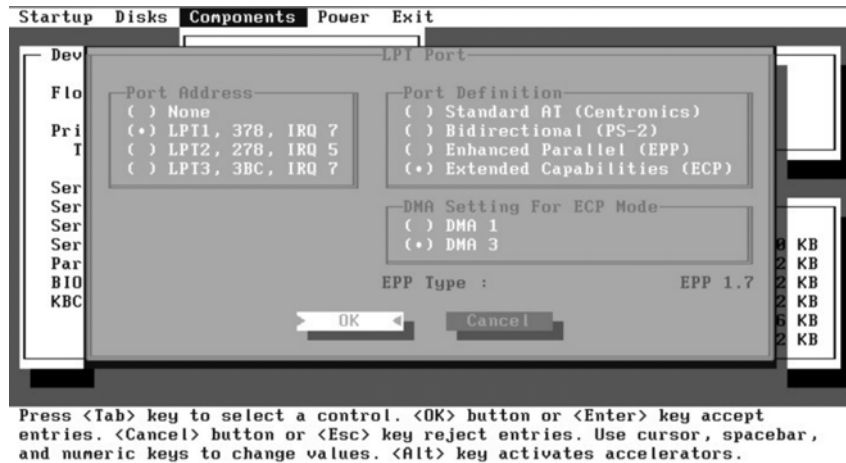 Startup Disks Components Power Exit
LPT Port
Dev
Flo
Pri
T
Ser
Ser
Ser
Ser
Par
BIO
KBC
Port Address
( ) None
(•) LPT1, 378, IRQ 7
( ) LPT2, 278, IRQ 5
( ) LPT3, 3BC, IRQ 7
Port Definition
( ) Standard AT (Centronics)
( ) Bidirectional (PS-2)
( ) Enhanced Parallel (EPP)
(•) Extended Capabilities (ECP)
DMA Setting For ECP Mode
( ) DMA 1
(•) DMA 3
EPP Type : EPP 1.7
OK Cancel
0 KB
2 KB
2 KB
2 KB
6 KB
2 KB
Press <Tab> key to select a control. <OK> button or <Enter> key accept
entries. <Cancel> button or <Esc> key reject entries. Use cursor, spacebar,
and numeric keys to change values. <Alt> key activates accelerators.